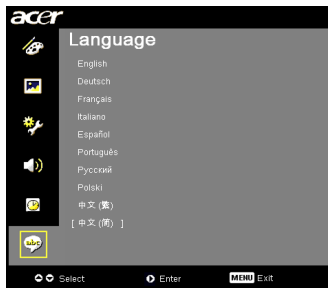 acer
Language
English
Deutsch
Français
Italiano
Español
Português
Русский
Polski
中文 (繁)
[ 中文 (简) ]
abc
Select Enter MENU Exit